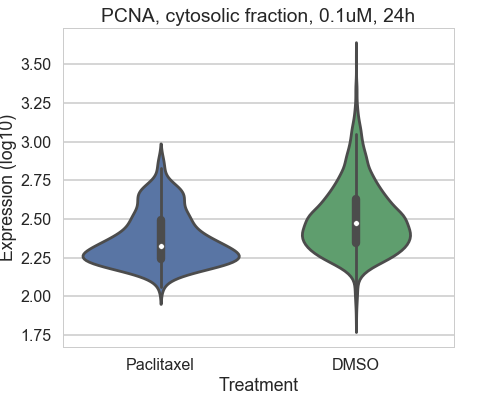 PCNA, cytosolic fraction, 0.1uM, 24h
Expression (log10)
3.50
3.25
3.00
2.75
2.50
2.25
2.00
1.75
Paclitaxel DMSO
Treatment